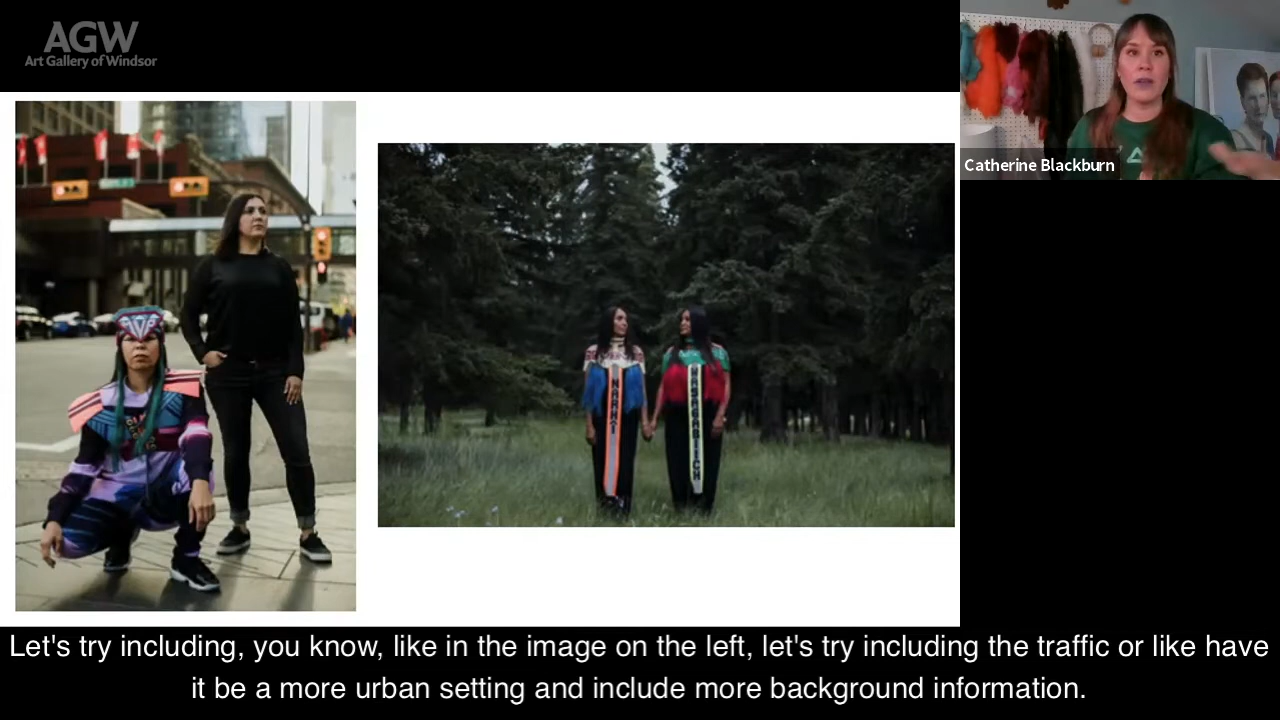 AGW
Art Gallery of Windsor
Catherine Blackburn
Let's try including, you know, like in the image on the left, let's try including the traffic or like have
it be a more urban setting and include more background information.